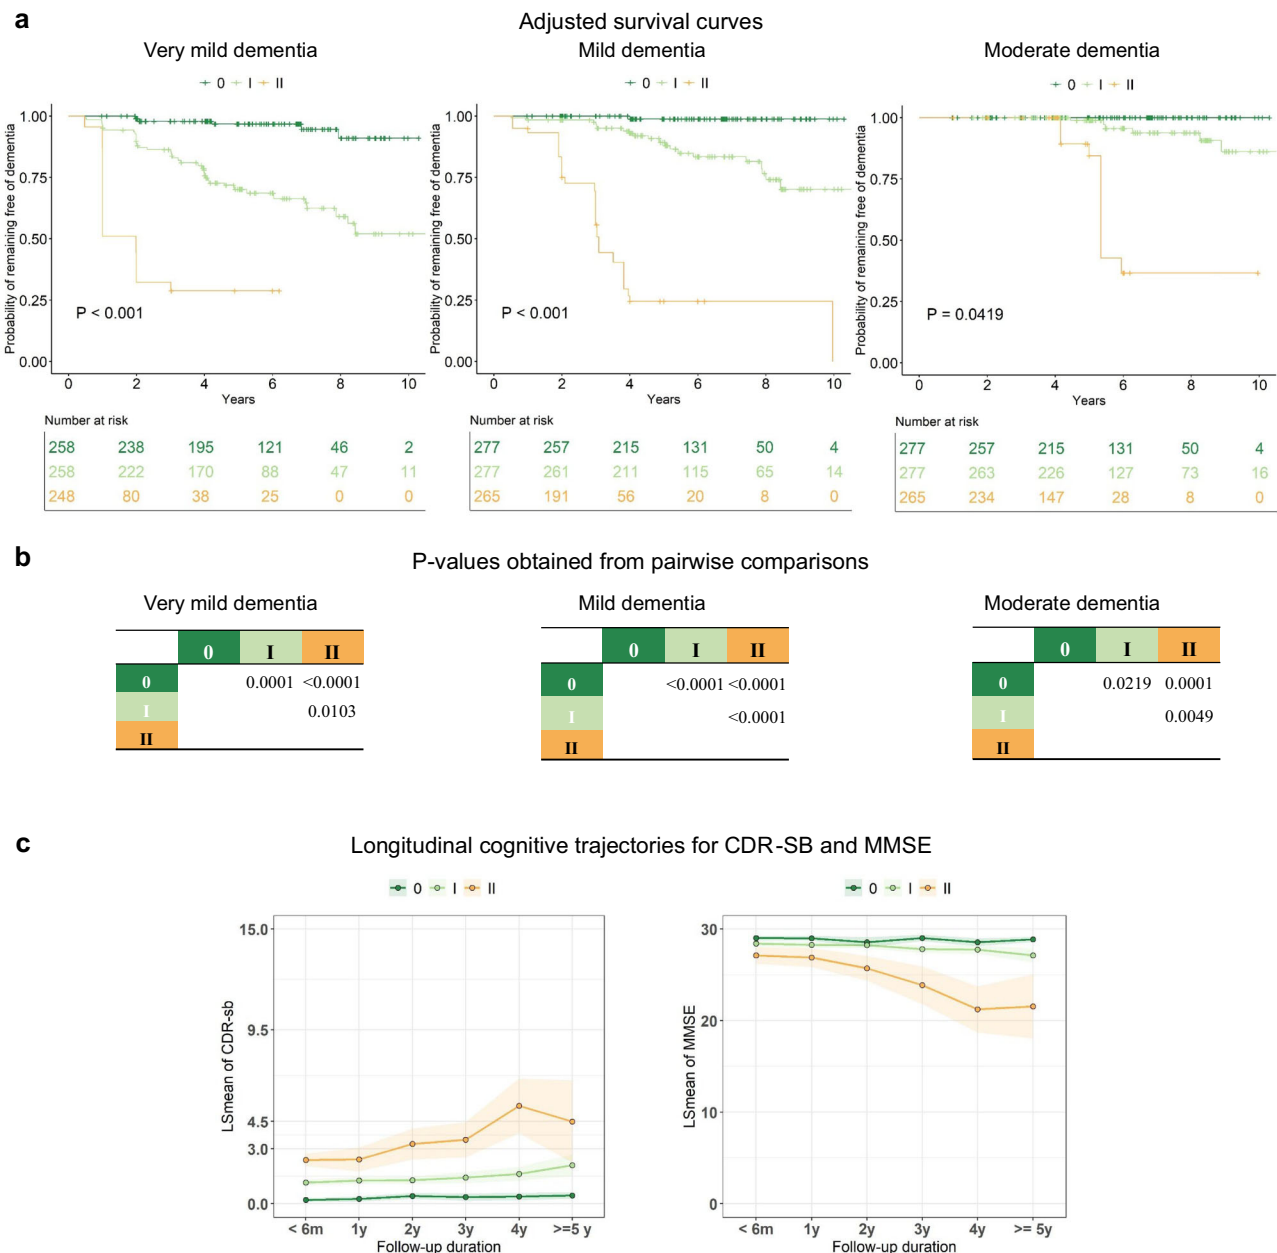 a
Adjusted survival curves
Very mild dementia
Mild dementia
Moderate dementia
0 I II
0 I II
0 I II
Probability of remaining free of dementia
1.00
0.75
0.50
0.25
0.00
P < 0.001
0 2 4 6 8 10
Years
Probability of remaining free of dementia
1.00
0.75
0.50
0.25
0.00
P < 0.001
0 2 4 6 8 10
Years
Probability of remaining free of dementia
1.00
0.75
0.50
0.25
0.00
P = 0.0419
0 2 4 6 8 10
Years
Number at risk
258 238 195 121 46 2
258 222 170 88 47 11
248 80 38 25 0 0
Number at risk
277 257 215 131 50 4
277 261 211 115 65 14
265 191 56 20 8 0
Number at risk
277 257 215 131 50 4
277 263 226 127 73 16
265 234 147 28 8 0
b
P-values obtained from pairwise comparisons
Very mild dementia
0 I II
0 0.0001 <0.0001
I 0.0103
II
Mild dementia
0 I II
0 <0.0001 <0.0001
I <0.0001
II
Moderate dementia
0 I II
0 0.0219 0.0001
I 0.0049
II
c
Longitudinal cognitive trajectories for CDR-SB and MMSE
0 I II
LSmean of CDR-sb
15.0
9.5
4.5
3.0
0.0
< 6m 1y 2y 3y 4y >=5 y
Follow-up duration
0 I II
LSmean of MMSE
30
20
10
0
< 6m 1y 2y 3y 4y >= 5y
Follow-up duration